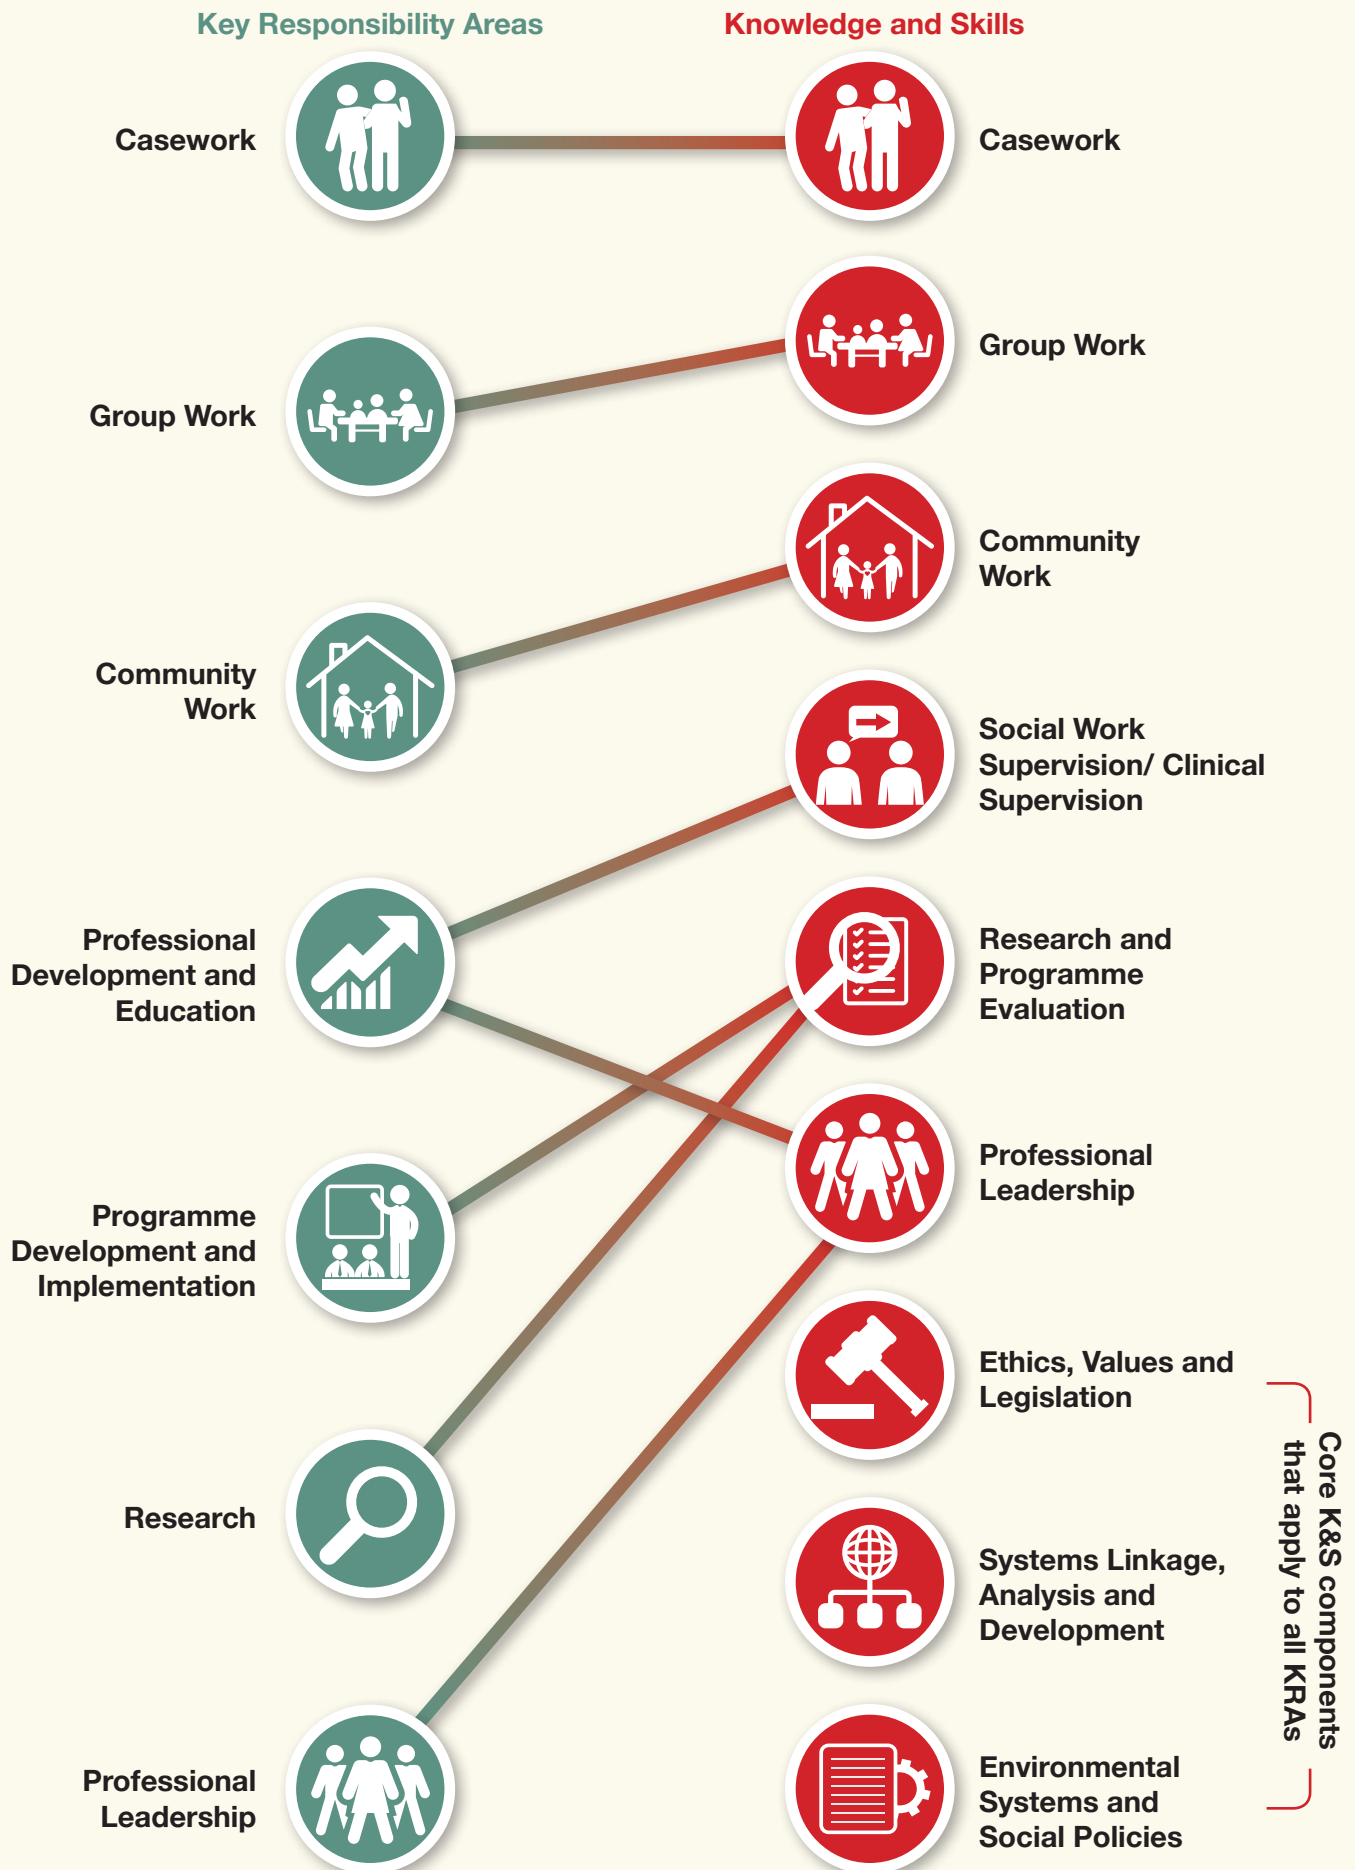 Key Responsibility Areas
Knowledge and Skills
Casework
Group Work
Community
Work
Professional
Development and
Education
Programme
Development and
Implementation
Research
Professional
Leadership
Casework
Group Work
Community
Work
Social Work
Supervision/ Clinical
Supervision
Research and
Programme
Evaluation
Professional
Leadership
Ethics, Values and
Legislation
Systems Linkage,
Analysis and
Development
Environmental
Systems and
Social Policies
Core K&S components
that apply to all KRAs